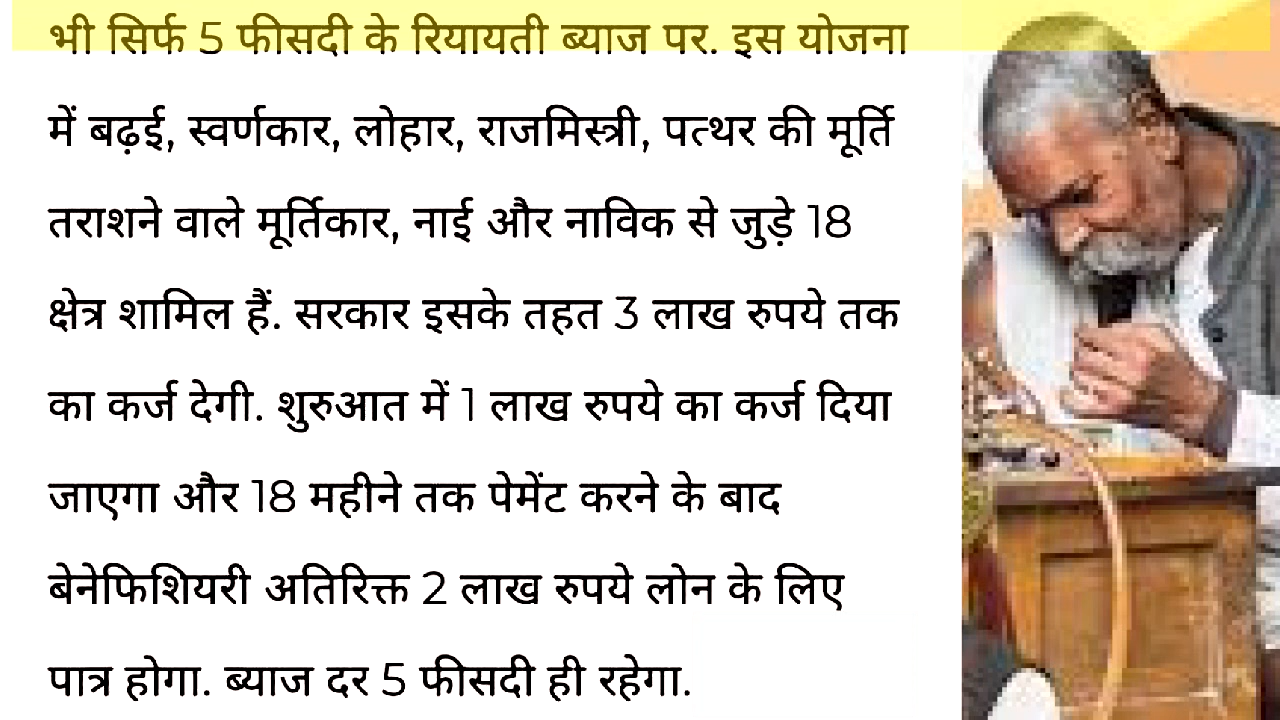 भी सिर्फ 5 फीसदी के रियायती ब्याज पर. इस योजना
में बढ़ई, स्वर्णकार, लोहार, राजमिस्त्री, पत्थर की मूर्ति
तराशने वाले मूर्तिकार, नाई और नाविक से जुड़े 18
क्षेत्र शामिल हैं. सरकार इसके तहत 3 लाख रुपये तक
का कर्ज देगी. शुरुआत में 1 लाख रुपये का कर्ज दिया
जाएगा और 18 महीने तक पेमेंट करने के बाद
बेनेफिशियरी अतिरिक्त 2 लाख रुपये लोन के लिए
पात्र होगा. ब्याज दर 5 फीसदी ही रहेगा.